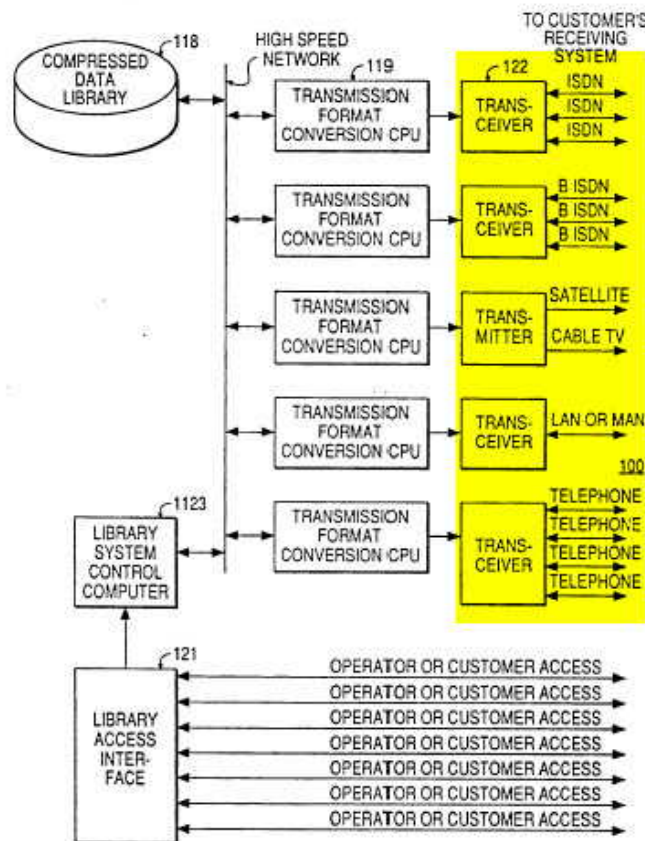 118
COMPRESSED
DATA
LIBRARY
HIGH SPEED
NETWORK
119
TRANSMISSION
FORMAT
CONVERSION CPU
122
TRANS-
CEIVER
TO CUSTOMER'S
RECEIVING
SYSTEM
ISDN
ISDN
ISDN
TRANSMISSION
FORMAT
CONVERSION CPU
TRANS-
CEIVER
B ISDN
B ISDN
B ISDN
TRANSMISSION
FORMAT
CONVERSION CPU
TRANS-
MITTER
SATELLITE
CABLE TV
TRANSMISSION
FORMAT
CONVERSION CPU
TRANS-
CEIVER
LAN OR MAN
100
1123
LIBRARY
SYSTEM
CONTROL
COMPUTER
TRANSMISSION
FORMAT
CONVERSION CPU
TRANS-
CEIVER
TELEPHONE
TELEPHONE
TELEPHONE
TELEPHONE
121
LIBRARY
ACCESS
INTER-
FACE
OPERATOR OR CUSTOMER ACCESS
OPERATOR OR CUSTOMER ACCESS
OPERATOR OR CUSTOMER ACCESS
OPERATOR OR CUSTOMER ACCESS
OPERATOR OR CUSTOMER ACCESS
OPERATOR OR CUSTOMER ACCESS
OPERATOR OR CUSTOMER ACCESS